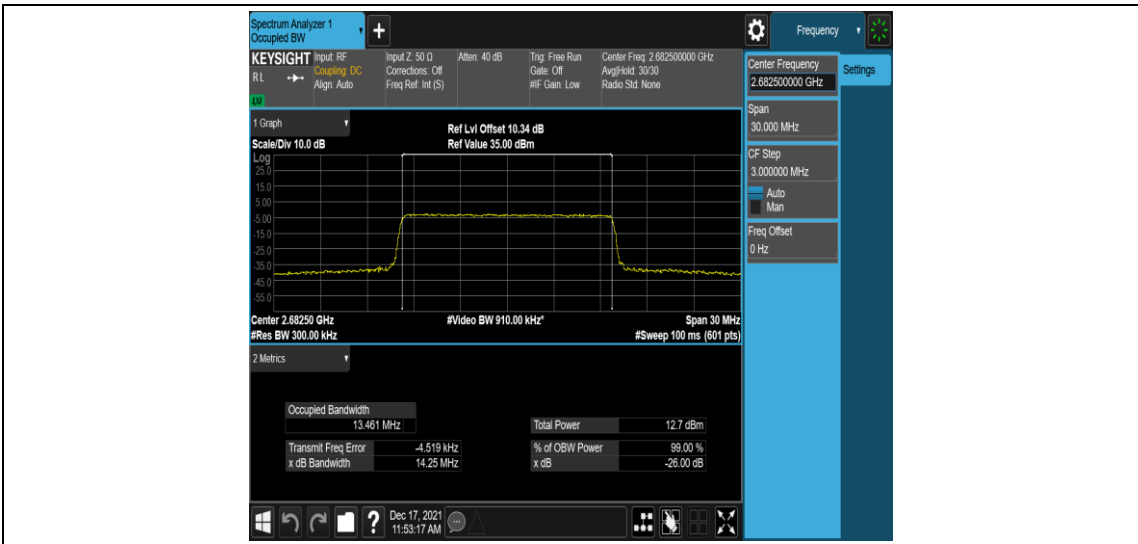 Spectrum Analyzer 1
Occupied BW
+
Frequency
KEYSIGHT
RL
LXI
Input: RF
Coupling: DC
Align: Auto
Input Z: 50 Ω
Corrections: Off
Freq Ref: Int (S)
Atten: 40 dB
Trig: Free Run
Gate: Off
#IF Gain: Low
Center Freq: 2.682500000 GHz
Avg|Hold: 30/30
Radio Std: None
Center Frequency
2.682500000 GHz
Settings
Span
30.000 MHz
CF Step
3.000000 MHz
Auto
Man
Freq Offset
0 Hz
1 Graph
Scale/Div 10.0 dB
Ref Lvl Offset 10.34 dB
Ref Value 35.00 dBm
Log
25.0
15.0
5.00
-5.00
-15.0
-25.0
-35.0
-45.0
-55.0
Center 2.68250 GHz
#Video BW 910.00 kHz*
Span 30 MHz
#Res BW 300.00 kHz
#Sweep 100 ms (601 pts)
2 Metrics
Occupied Bandwidth
13.461 MHz
Total Power 12.7 dBm
Transmit Freq Error -4.519 kHz
% of OBW Power 99.00 %
x dB Bandwidth 14.25 MHz
x dB -26.00 dB
?
Dec 17, 2021
11:53:17 AM